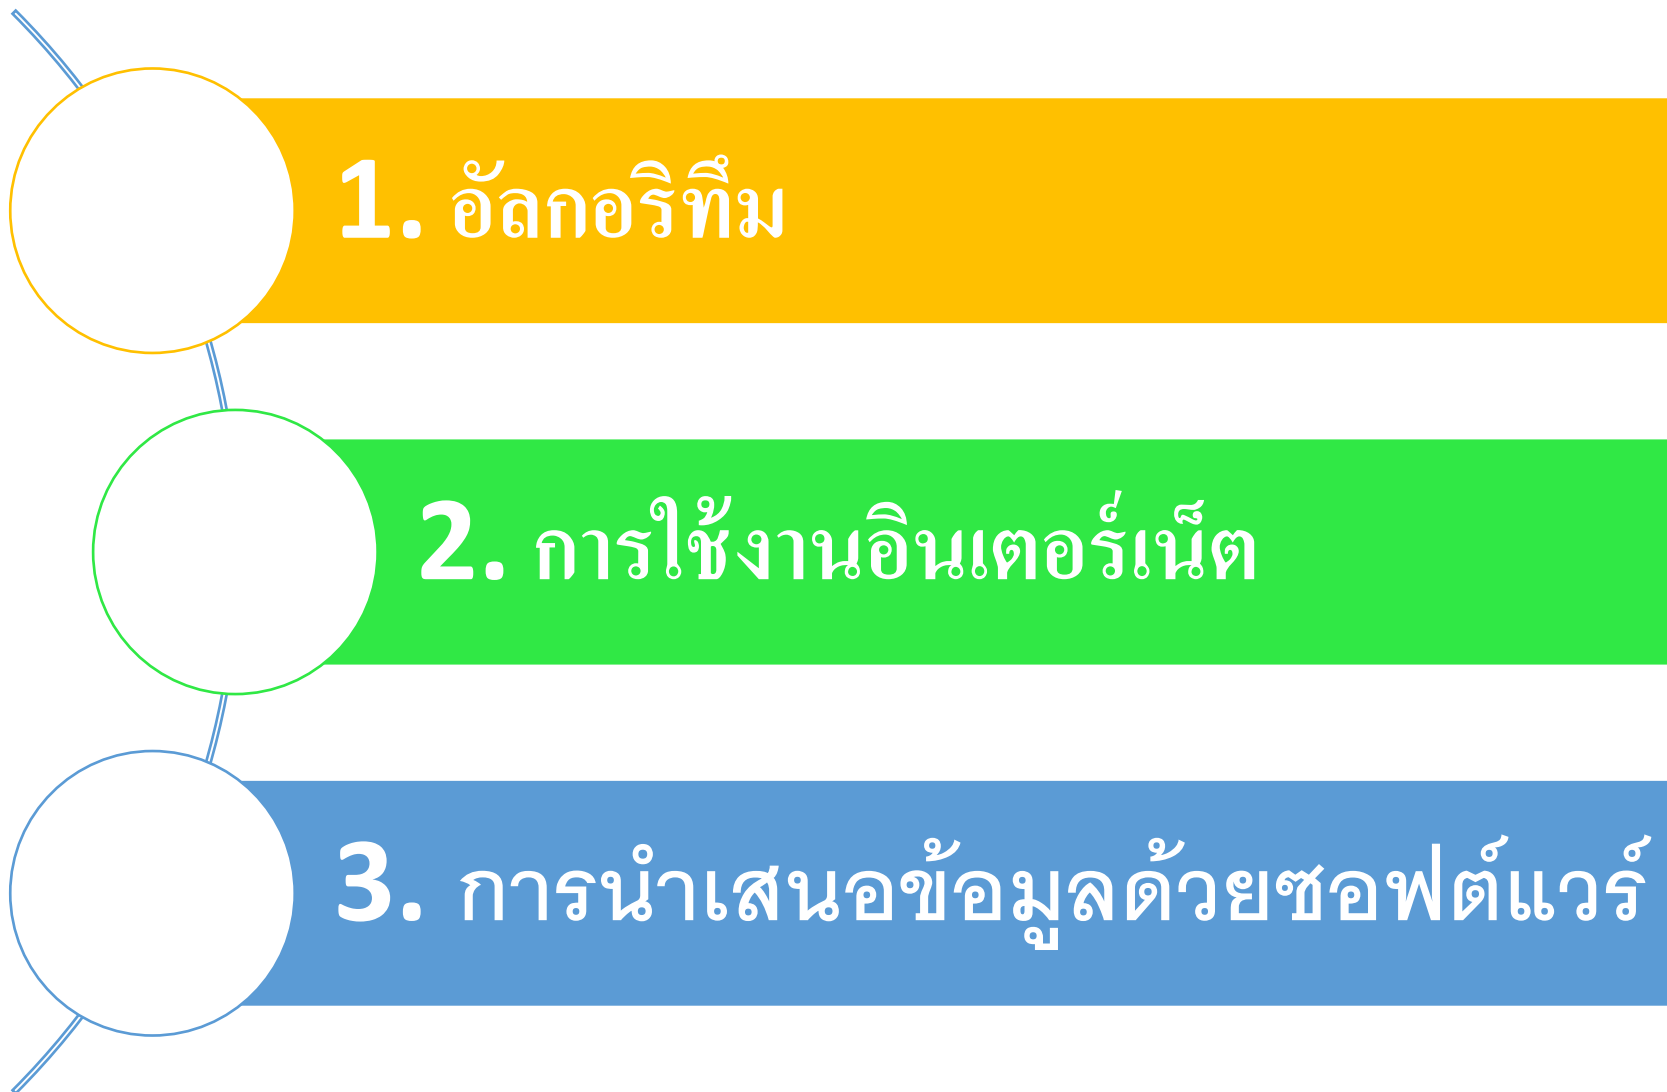 1. อัลกอริทึม
2. การใช้งานอินเตอร์เน็ต
3. การนำเสนอข้อมูลด้วยซอฟต์แวร์